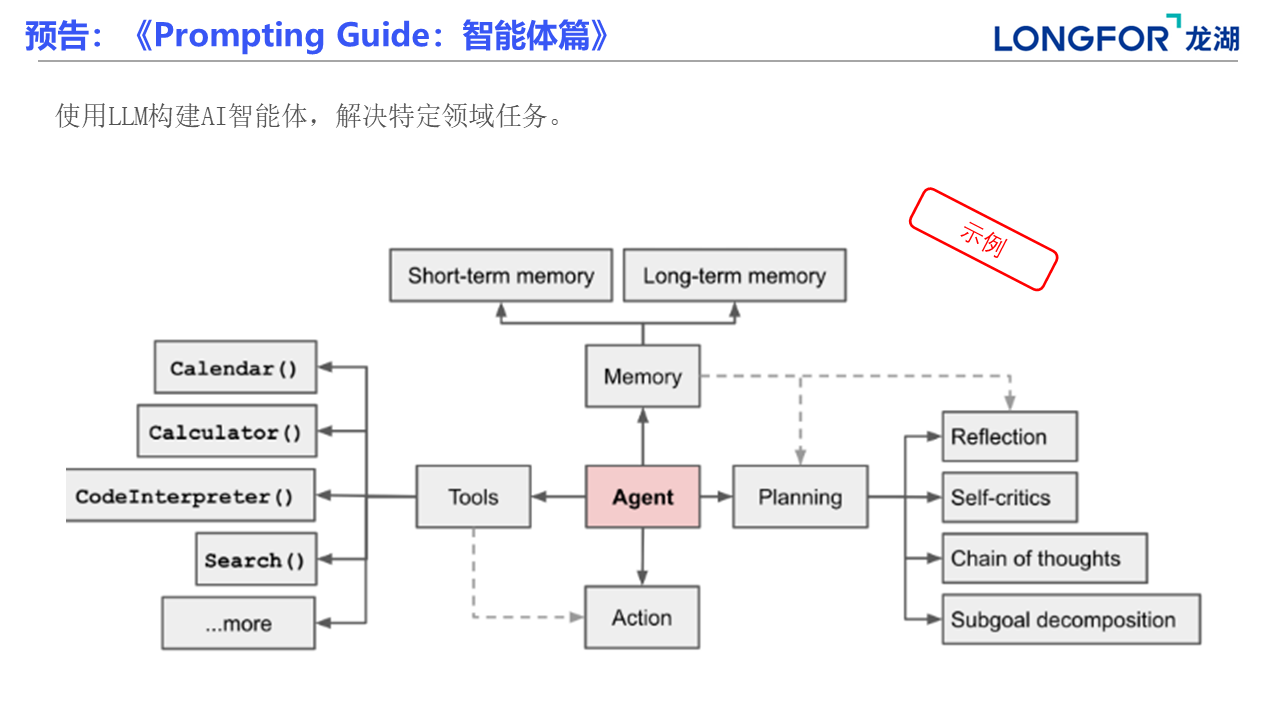 预告：《Prompting Guide：智能体篇》
LONGFOR 龙湖
使用LLM构建AI智能体，解决特定领域任务。
示例
Short-term memory
Long-term memory
Calendar()
Memory
Calculator()
Reflection
CodeInterpreter()
Tools
Agent
Planning
Self-critics
Search()
Chain of thoughts
...more
Action
Subgoal decomposition